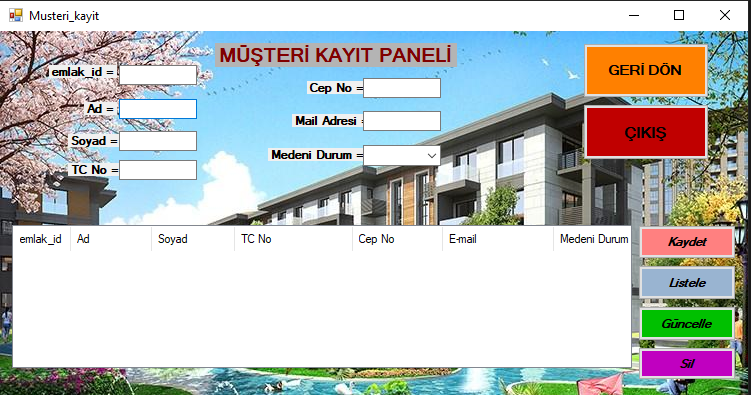 Musteri_kayit
MÜŞTERİ KAYIT PANELİ
emlak_id =
Ad =
Soyad =
TC No =
Cep No =
Mail Adresi =
Medeni Durum =
GERİ DÖN
ÇIKIŞ
emlak_id Ad Soyad TC No Cep No E-mail Medeni Durum
Kaydet
Listele
Güncelle
Sil